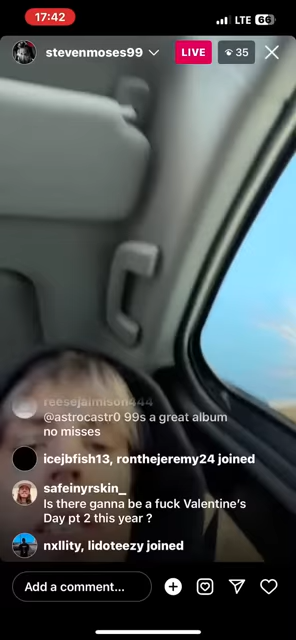 17:42
LTE 66
stevenmoses99
LIVE
35
reesejaimison444
@astrocastr0 99s a great album
no misses
icejbfish13, ronthejeremy24 joined
safeinyrskin_
Is there ganna be a fuck Valentine's
Day pt 2 this year ?
nxllity, lidoteezy joined
Add a comment...